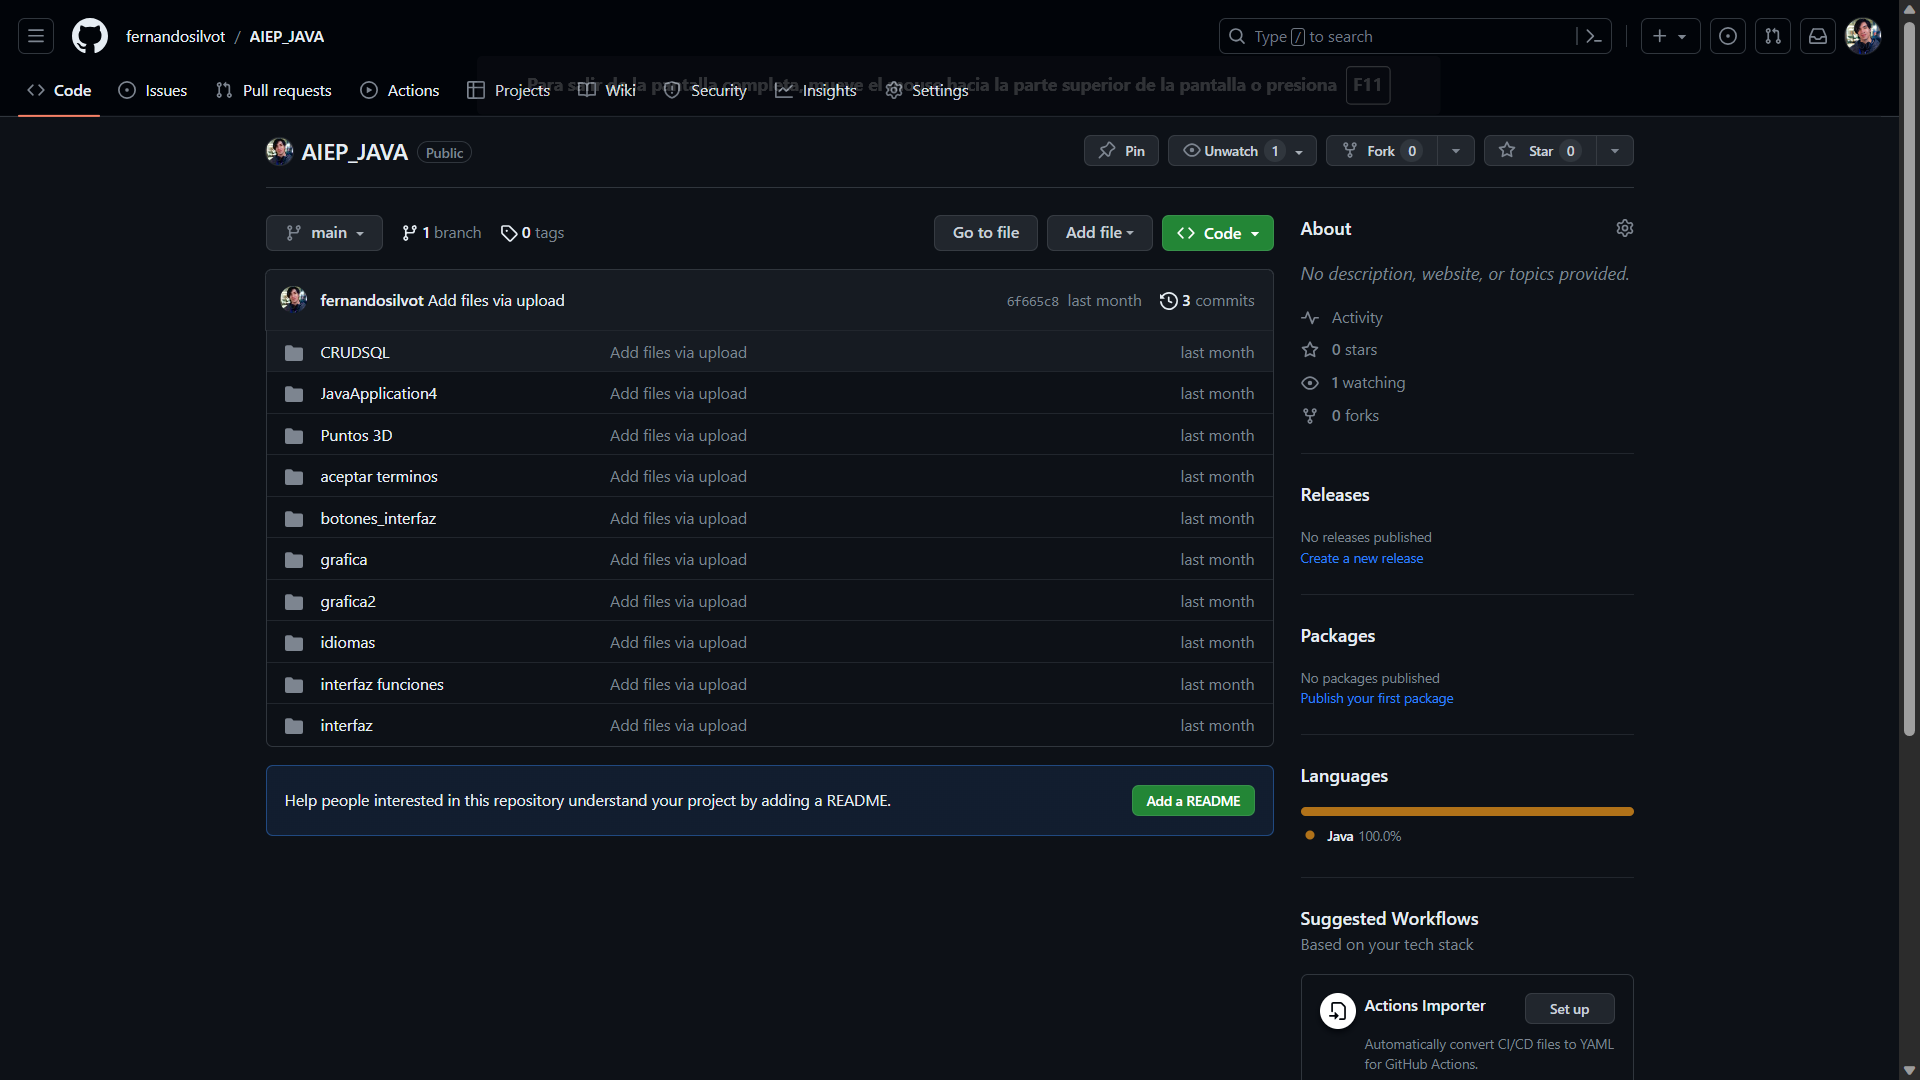 fernandosilvot / AIEP_JAVA
Type / to search
Code
Issues
Pull requests
Actions
Projects
Wiki
Security
Insights
Settings
Para salir de la pantalla completa, mueve el mouse hacia la parte superior de la pantalla o presiona F11
AIEP_JAVA Public
Pin
Unwatch 1
Fork 0
Star 0
main
1 branch
0 tags
Go to file
Add file
Code
fernandosilvot Add files via upload 6f665c8 last month 3 commits
CRUDSQL Add files via upload last month
JavaApplication4 Add files via upload last month
Puntos 3D Add files via upload last month
aceptar terminos Add files via upload last month
botones_interfaz Add files via upload last month
grafica Add files via upload last month
grafica2 Add files via upload last month
idiomas Add files via upload last month
interfaz funciones Add files via upload last month
interfaz Add files via upload last month
Help people interested in this repository understand your project by adding a README.
Add a README
About
No description, website, or topics provided.
Activity
0 stars
1 watching
0 forks
Releases
No releases published
Create a new release
Packages
No packages published
Publish your first package
Languages
Java 100.0%
Suggested Workflows
Based on your tech stack
Actions Importer
Set up
Automatically convert CI/CD files to YAML
for GitHub Actions.